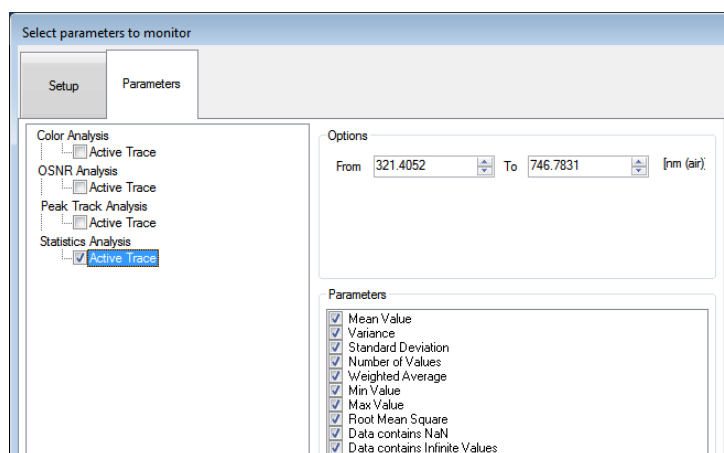 Select parameters to monitor
Setup
Parameters
Color Analysis
Active Trace
OSNR Analysis
Active Trace
Peak Track Analysis
Active Trace
Statistics Analysis
Active Trace
Options
From 321.4052 To 746.7831 [nm (air)]
Parameters
Mean Value
Variance
Standard Deviation
Number of Values
Weighted Average
Min Value
Max Value
Root Mean Square
Data contains NaN
Data contains Infinite Values